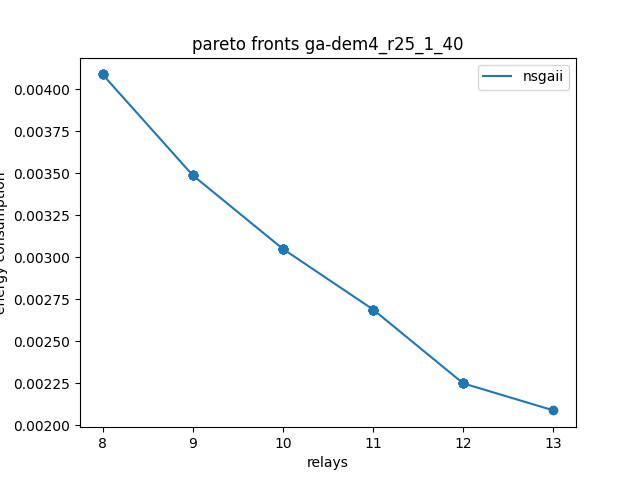 pareto fronts ga-dem4_r25_1_40
nsgaii
0.00400
0.00375
0.00350
0.00325
0.00300
0.00275
0.00250
0.00225
0.00200
energy consumption
8 9 10 11 12 13
relays